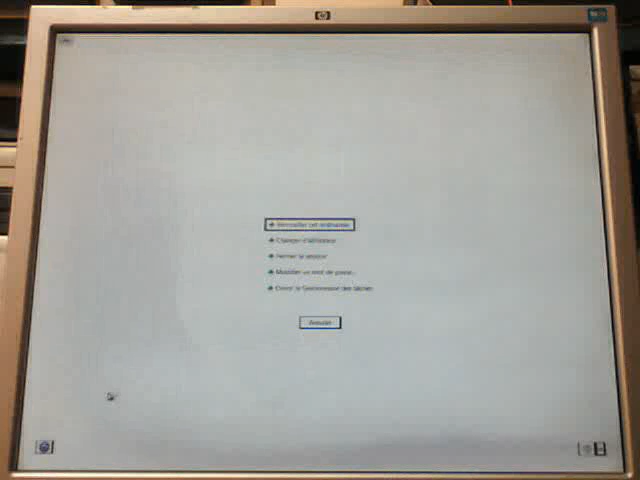 hp
Verrouiller cet ordinateur
Changer d'utilisateur
Fermer la session
Modifier un mot de passe...
Ouvrir le Gestionnaire des tâches
Annuler